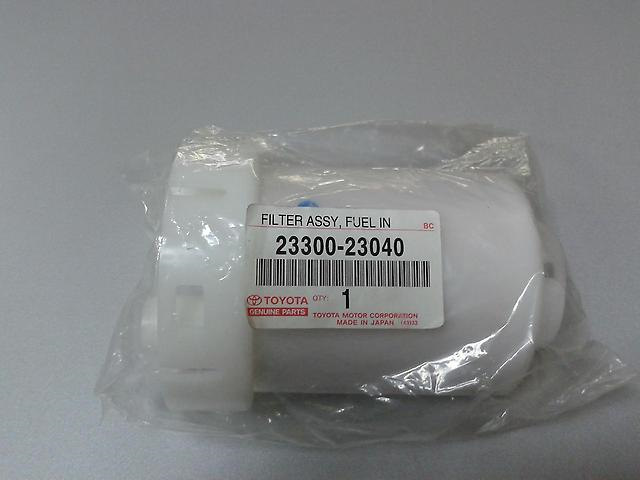 FILTER ASSY, FUEL IN
BC
23300-23040
TOYOTA QTY: 1
GENUINE PARTS
TOYOTA MOTOR CORPORATION
MADE IN JAPAN